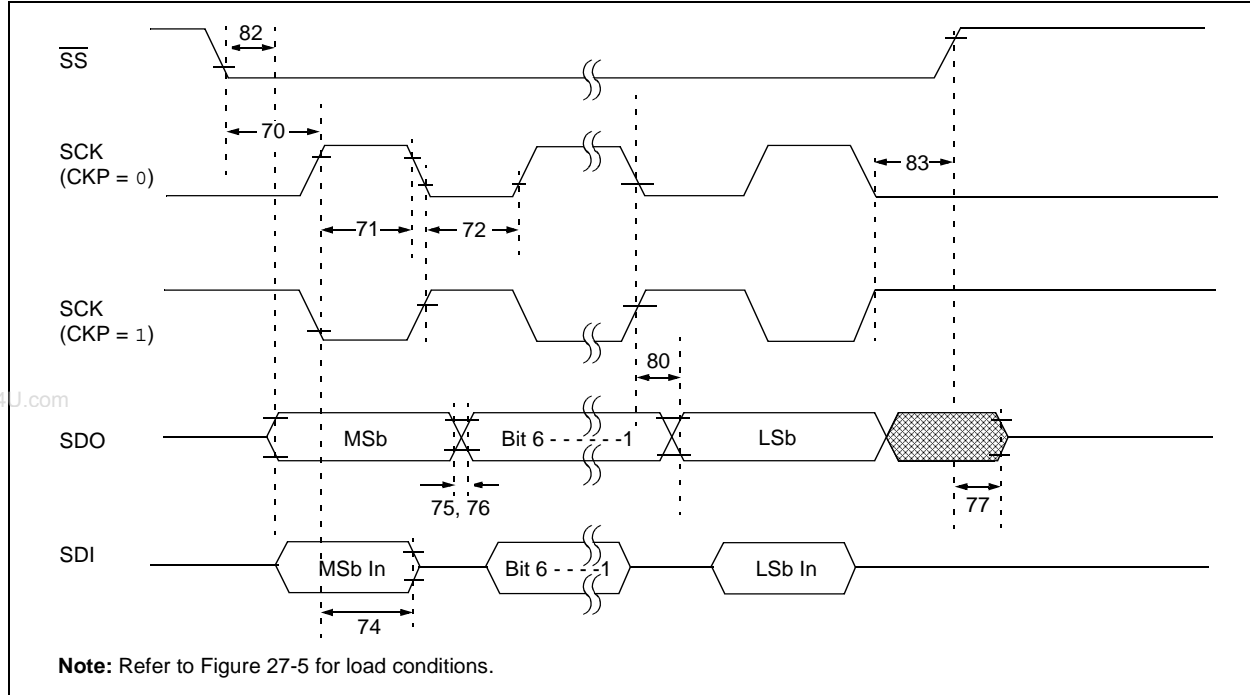 82
SS
70
SCK
(CKP = 0)
83
71
72
SCK
(CKP = 1)
80
4U.com
SDO
MSb
Bit 6 - - - - - -1
LSb
75, 76
77
SDI
MSb In
Bit 6 - - - -1
LSb In
74
Note: Refer to Figure 27-5 for load conditions.